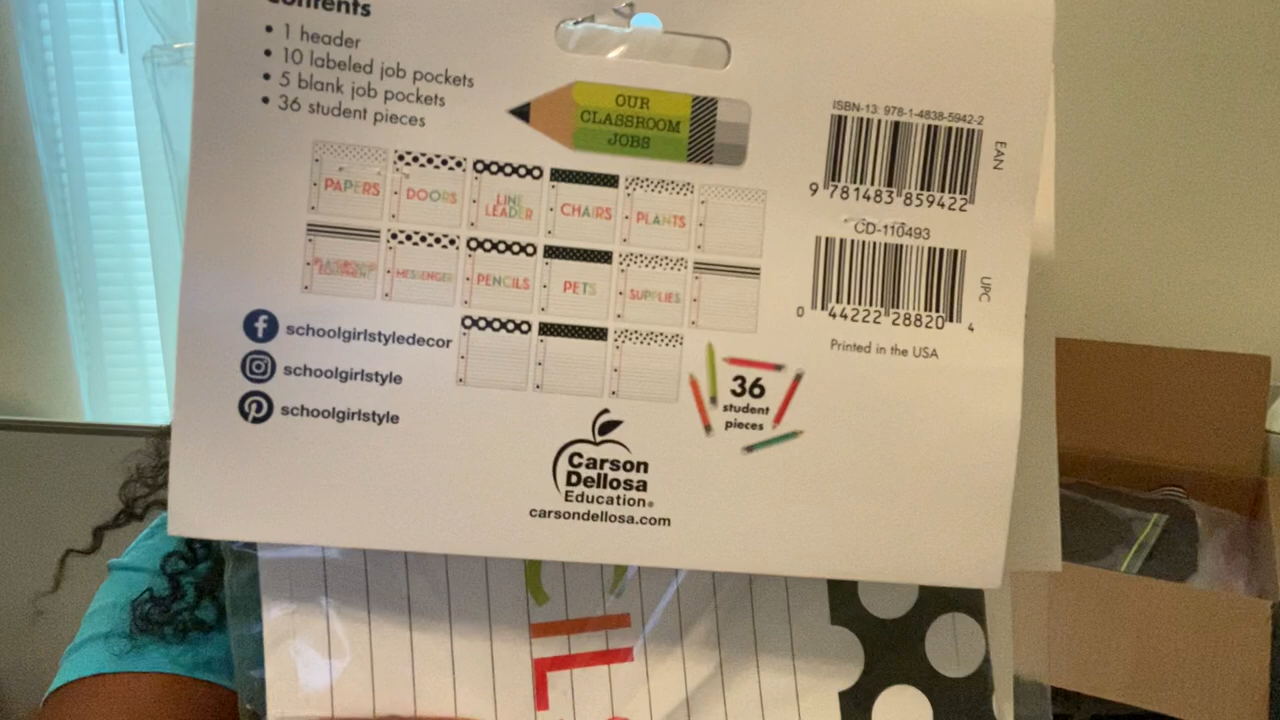 Contents
• 1 header
• 10 labeled job pockets
• 5 blank job pockets
• 36 student pieces
OUR
CLASSROOM
JOBS
PAPERS
DOORS
LINE
LEADER
CHAIRS
PLANTS
PLAYGROUND
EQUIPMENT
MESSENGER
PENCILS
PETS
SUPPLIES
schoolgirlstyledecor
schoolgirlstyle
schoolgirlstyle
36
student
pieces
Carson
Dellosa
Education®
carsondellosa.com
ISBN-13: 978-1-4838-5942-2
EAN
9 781483 859422
CD-110493
UPC
0 44222 28820 4
Printed in the USA
CILS